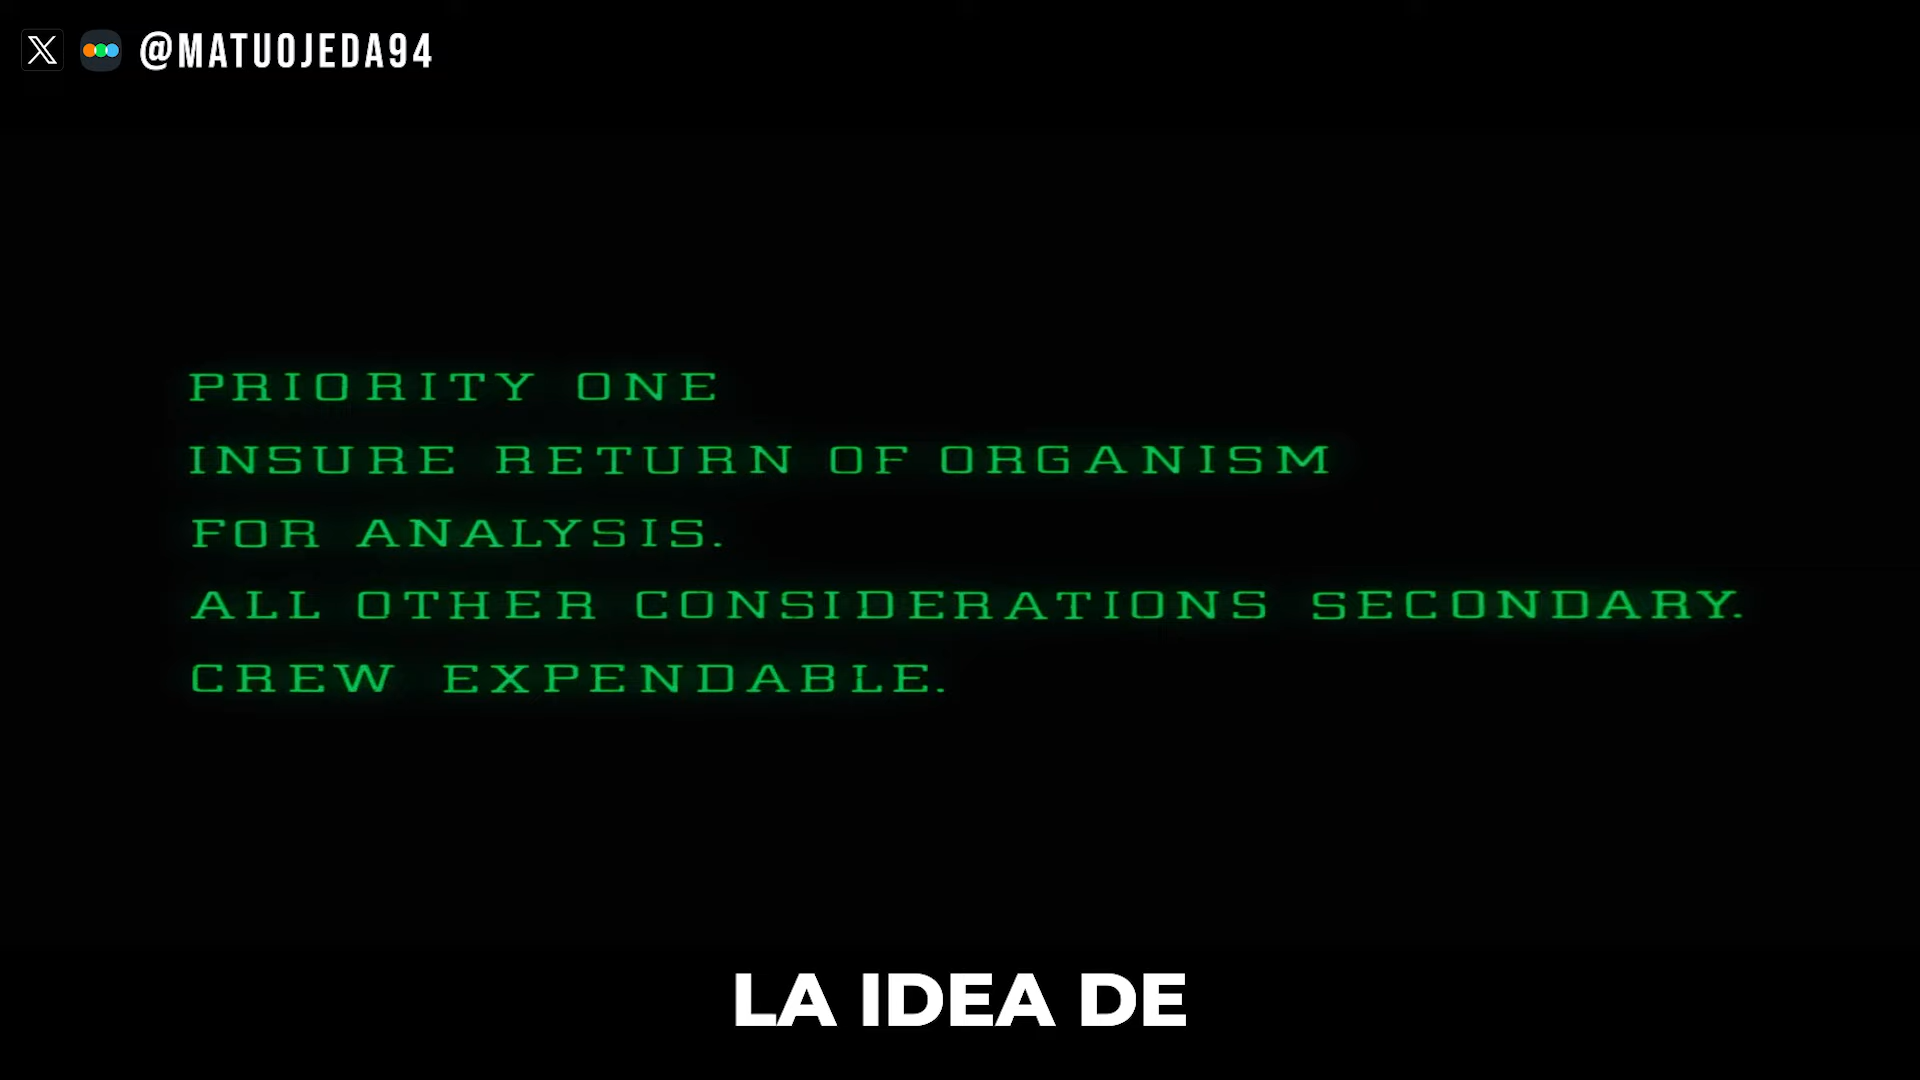 @MATUOJEDA94
PRIORITY ONE
INSURE RETURN OF ORGANISM
FOR ANALYSIS.
ALL OTHER CONSIDERATIONS SECONDARY.
CREW EXPENDABLE.
LA IDEA DE